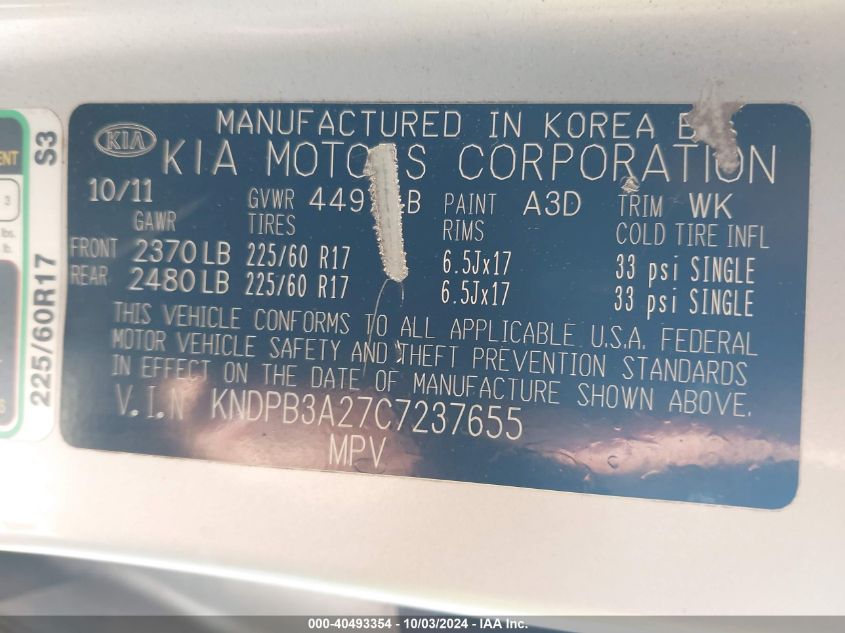 MANUFACTURED IN KOREA
KIA
KIA MOTORS CORPORATION
10/11 GVWR PAINT A3D TRIM WK
GAWR TIRES RIMS COLD TIRE INFL
FRONT 2370 LB 225/60 R17 6.5Jx17 33 psi SINGLE
REAR 2480 LB 225/60 R17 6.5Jx17 33 psi SINGLE
THIS VEHICLE CONFORMS TO ALL APPLICABLE U.S.A. FEDERAL
MOTOR VEHICLE SAFETY AND THEFT PREVENTION STANDARDS
IN EFFECT ON THE DATE OF MANUFACTURE SHOWN ABOVE.
V.I.N KNDPB3A27C7237655
MPV
225/60R17 S3
3
lbs.
lb.
000-40493354 - 10/03/2024 - IAA Inc.